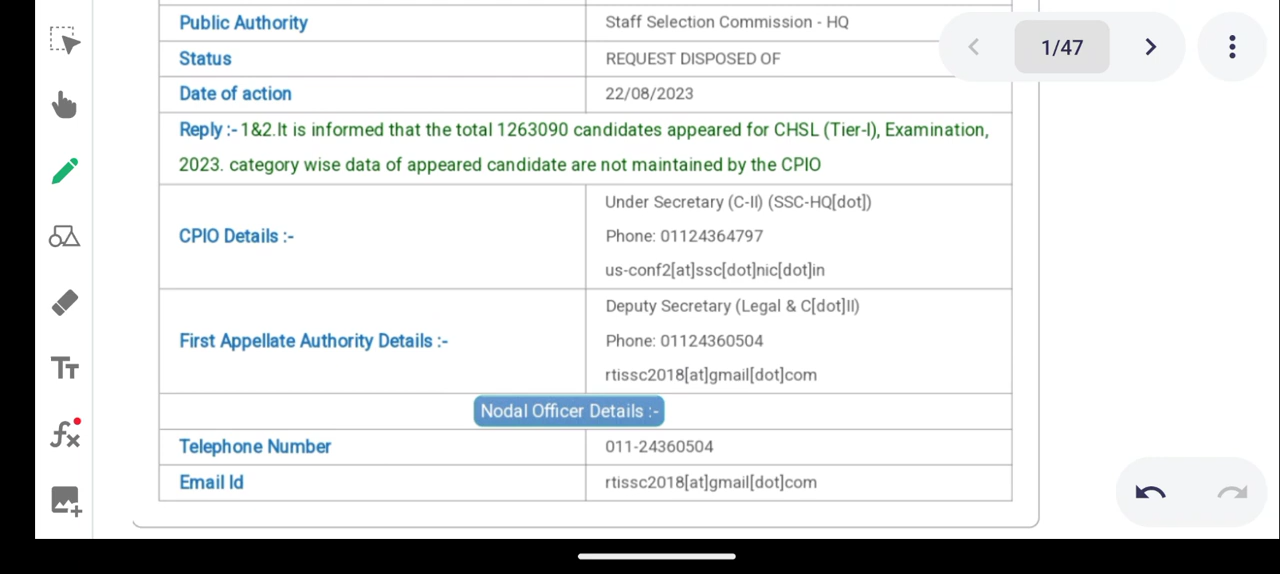 Public Authority Staff Selection Commission - HQ
1/47
Status REQUEST DISPOSED OF
Date of action 22/08/2023
Reply :- 1&2.It is informed that the total 1263090 candidates appeared for CHSL (Tier-I), Examination,
2023. category wise data of appeared candidate are not maintained by the CPIO
CPIO Details :-
Under Secretary (C-II) (SSC-HQ[dot])
Phone: 01124364797
us-conf2[at]ssc[dot]nic[dot]in
First Appellate Authority Details :-
Deputy Secretary (Legal & C[dot]II)
Phone: 01124360504
rtissc2018[at]gmail[dot]com
Nodal Officer Details :-
Telephone Number 011-24360504
Email Id rtissc2018[at]gmail[dot]com
Tт
fx